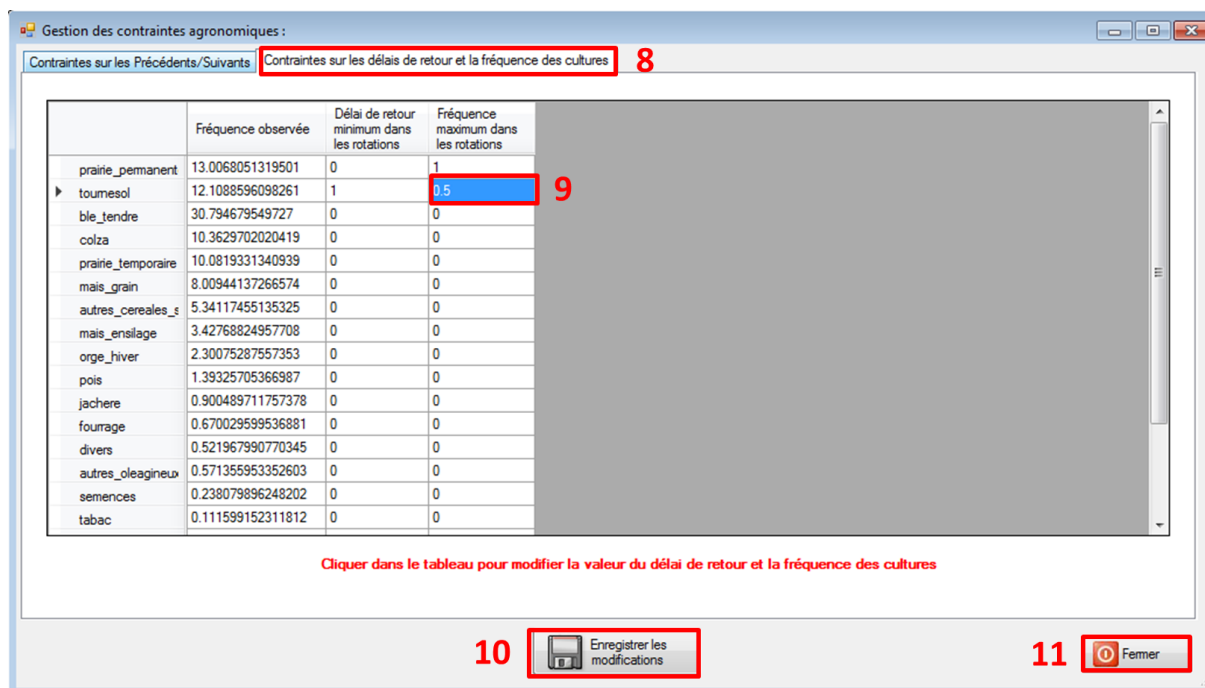 Gestion des contraintes agronomiques :
Contraintes sur les Précédents/Suivants Contraintes sur les délais de retour et la fréquence des cultures 8
Fréquence observée Délai de retour minimum dans les rotations Fréquence maximum dans les rotations
prairie_permanent 13.0068051319501 0 1
tournesol 12.1088596098261 1 0.5 9
ble_tendre 30.794679549727 0 0
colza 10.3629702020419 0 0
prairie_temporaire 10.0819331340939 0 0
mais_grain 8.00944137266574 0 0
autres_cereales_s 5.34117455135325 0 0
mais_ensilage 3.42768824957708 0 0
orge_hiver 2.30075287557353 0 0
pois 1.39325705366987 0 0
jachere 0.900489711757378 0 0
fourrage 0.670029599536881 0 0
divers 0.521967990770345 0 0
autres_oleagineux 0.571355953352603 0 0
semences 0.238079896248202 0 0
tabac 0.111599152311812 0 0
Cliquer dans le tableau pour modifier la valeur du délai de retour et la fréquence des cultures
10 Enregistrer les modifications 11 Fermer